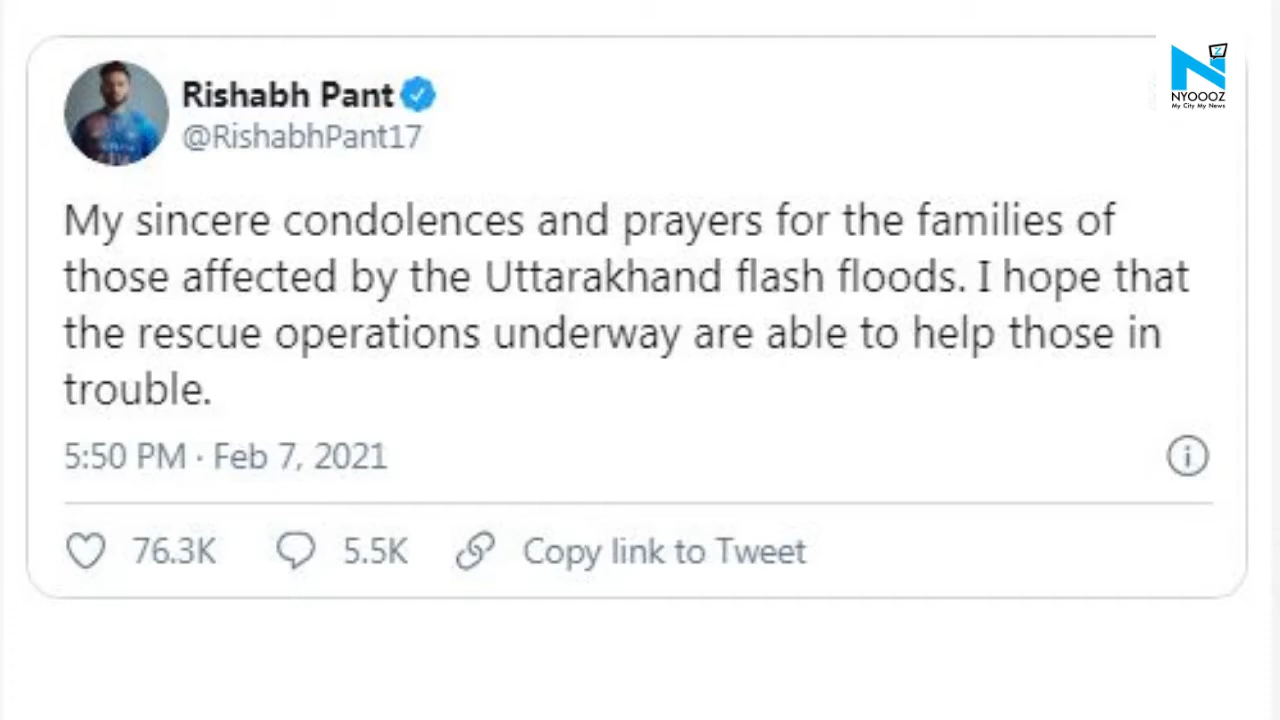 Rishabh Pant
@RishabhPant17
Z
NYOOOZ
My City My News
My sincere condolences and prayers for the families of
those affected by the Uttarakhand flash floods. I hope that
the rescue operations underway are able to help those in
trouble.
5:50 PM · Feb 7, 2021
76.3K 5.5K Copy link to Tweet